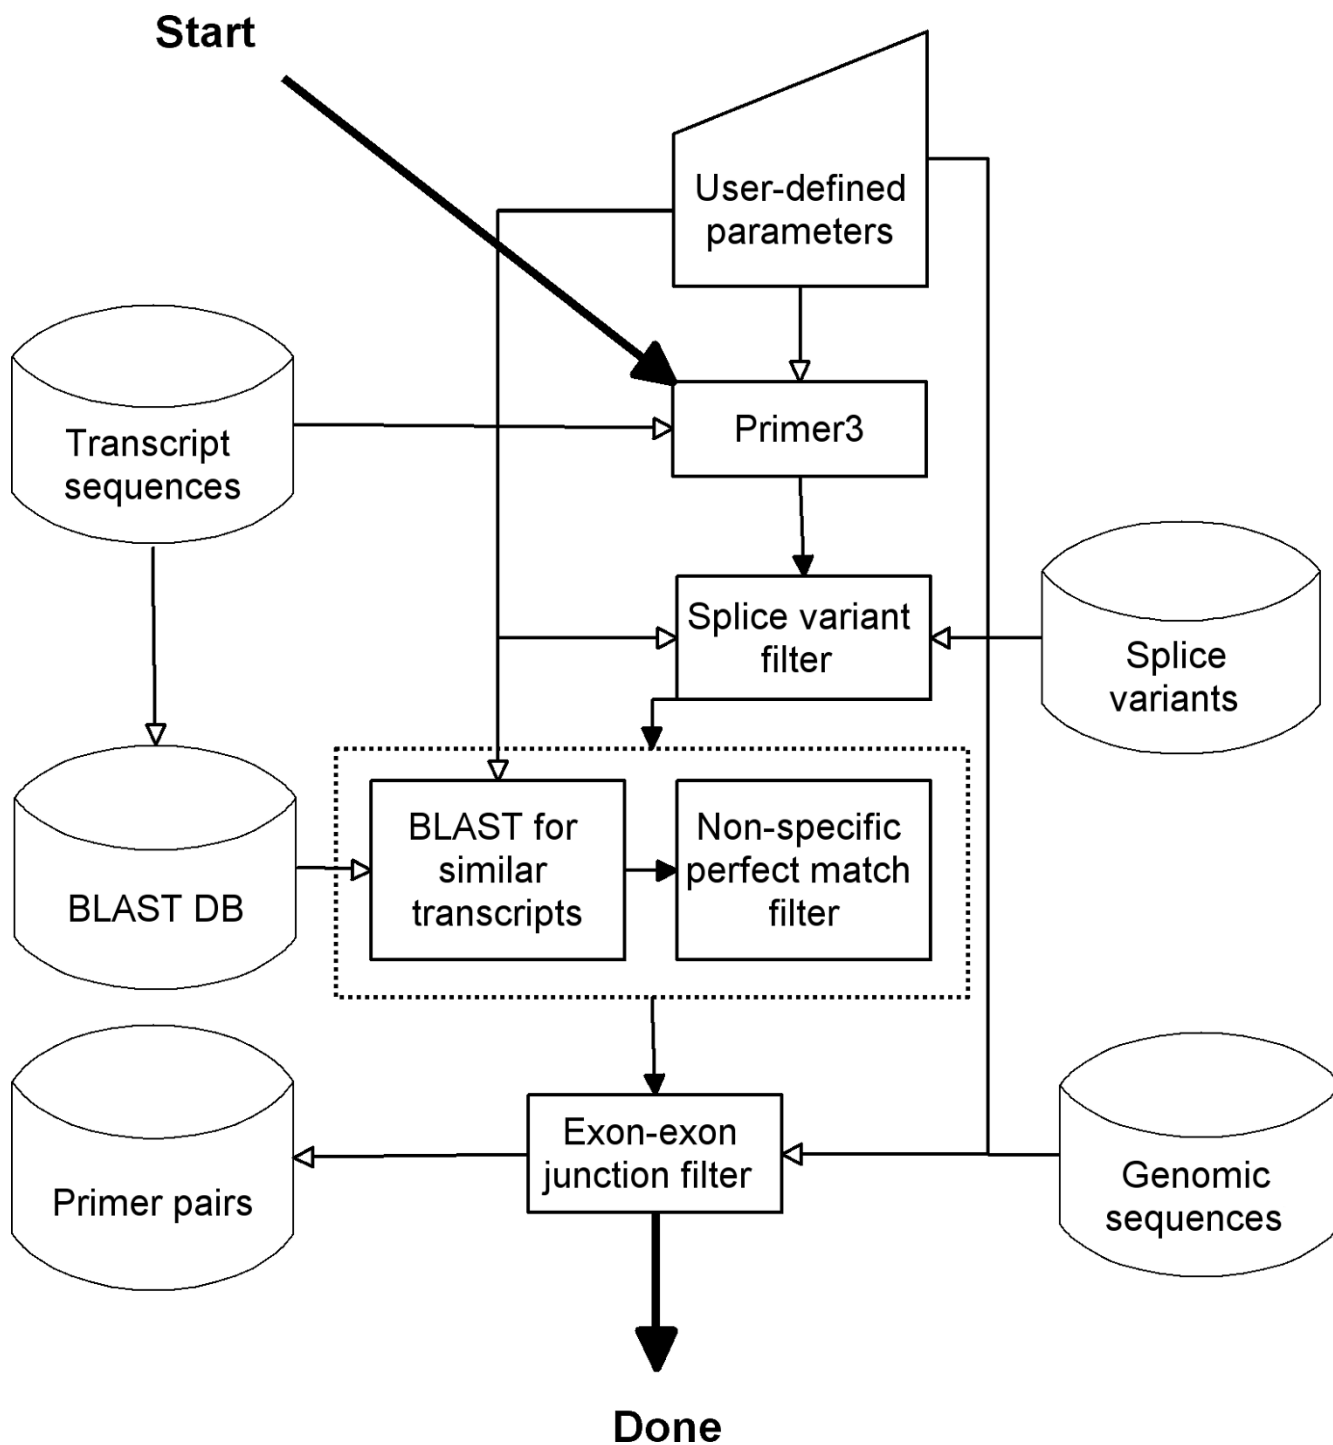 Start
User-defined
parameters
Transcript
sequences
Primer3
Splice variant
filter
Splice
variants
BLAST DB
BLAST for
similar
transcripts
Non-specific
perfect match
filter
Primer pairs
Exon-exon
junction filter
Genomic
sequences
Done